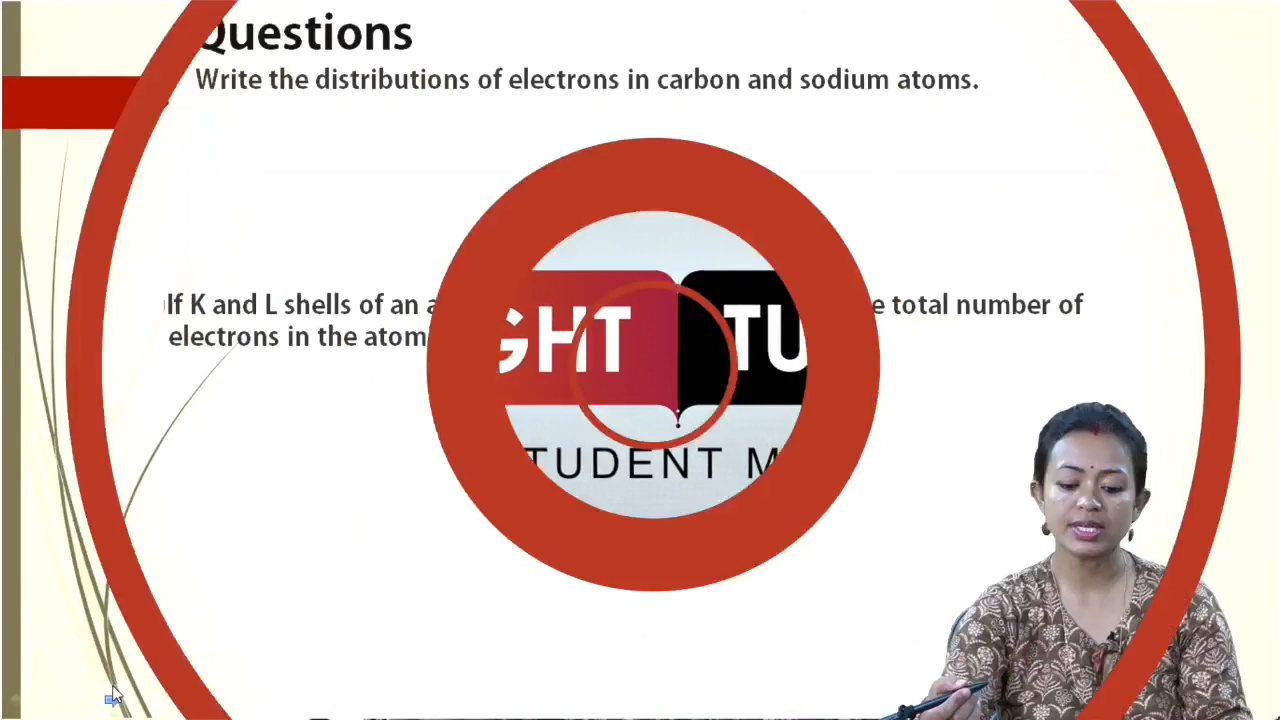 Questions
Write the distributions of electrons in carbon and sodium atoms.
If K and L shells of an a
e total number of
electrons in the atom
GHT TU
TUDENT M